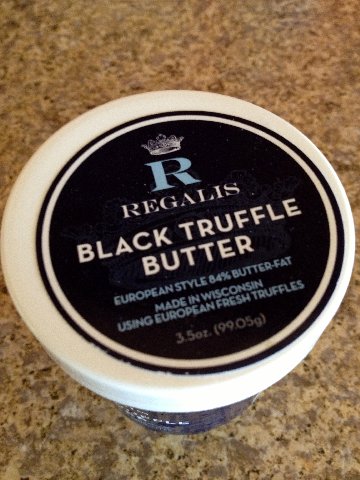 R
REGALIS
BLACK TRUFFLE
BUTTER
EUROPEAN STYLE 84% BUTTER-FAT
MADE IN WISCONSIN
USING EUROPEAN FRESH TRUFFLES
3.5oz. (99.05g)